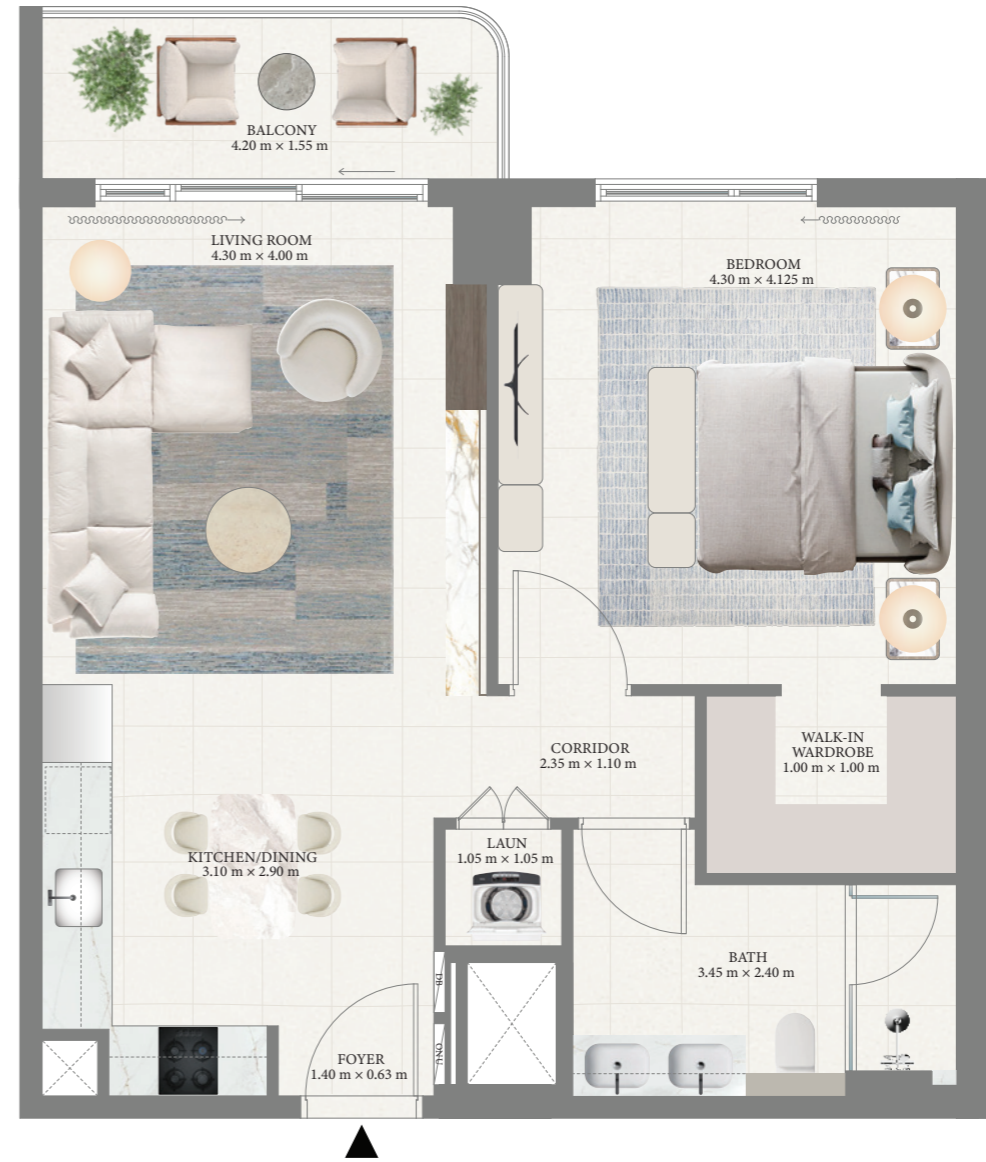 BALCONY
4.20 m × 1.55 m
LIVING ROOM
4.30 m × 4.00 m
BEDROOM
4.30 m × 4.125 m
WALK-IN
WARDROBE
1.00 m × 1.00 m
CORRIDOR
2.35 m × 1.10 m
LAUN
1.05 m × 1.05 m
KITCHEN/DINING
3.10 m × 2.90 m
BATH
3.45 m × 2.40 m
DB
ONU
FOYER
1.40 m × 0.63 m